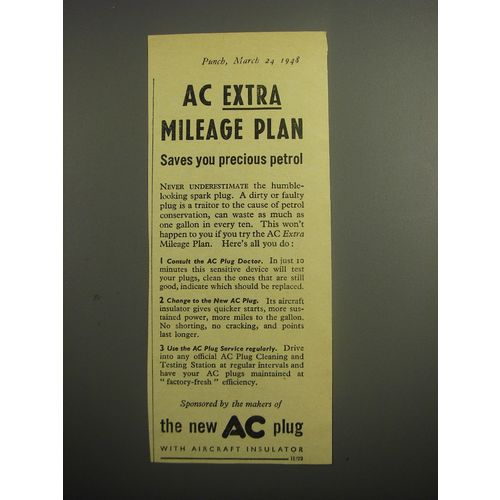 Punch, March 24 1948
AC EXTRA
MILEAGE PLAN
Saves you precious petrol
NEVER UNDERESTIMATE the humble-
looking spark plug. A dirty or faulty
plug is a traitor to the cause of petrol
conservation, can waste as much as
one gallon in every ten. This won't
happen to you if you try the AC Extra
Mileage Plan. Here's all you do :
1 Consult the AC Plug Doctor. In just 10
minutes this sensitive device will test
your plugs, clean the ones that are still
good, indicate which should be replaced.
2 Change to the New AC Plug. Its aircraft
insulator gives quicker starts, more sus-
tained power, more miles to the gallon.
No shorting, no cracking, and points
last longer.
3 Use the AC Plug Service regularly. Drive
into any official AC Plug Cleaning and
Testing Station at regular intervals and
have your AC plugs maintained at
"factory-fresh" efficiency.
Sponsored by the makers of
the new AC plug
WITH AIRCRAFT INSULATOR